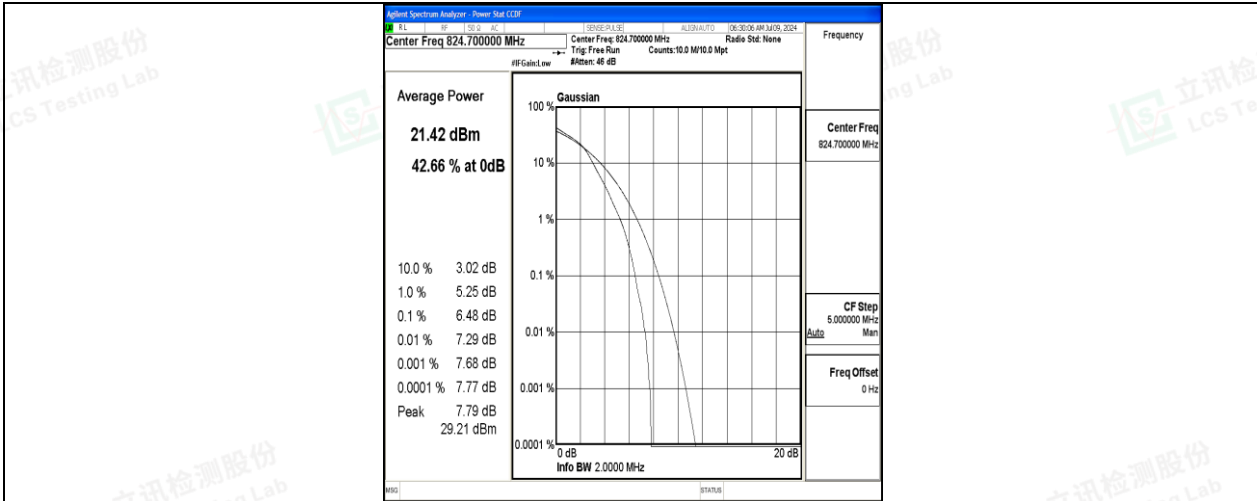 Agilent Spectrum Analyzer - Power Stat CCDF
RL RF 50 Ω AC SENSE:PULSE ALIGN AUTO 06:30:06 AM Jul 09, 2024
Center Freq 824.700000 MHz
Center Freq: 824.700000 MHz Radio Std: None
Trig: Free Run Counts:10.0 M/10.0 Mpt
#IFGain:Low #Atten: 46 dB
Frequency
Average Power
21.42 dBm
42.66 % at 0dB
10.0 % 3.02 dB
1.0 % 5.25 dB
0.1 % 6.48 dB
0.01 % 7.29 dB
0.001 % 7.68 dB
0.0001 % 7.77 dB
Peak 7.79 dB
29.21 dBm
Gaussian
100 %
10 %
1 %
0.1 %
0.01 %
0.001 %
0.0001 %
0 dB 20 dB
Info BW 2.0000 MHz
Center Freq
824.700000 MHz
CF Step
5.000000 MHz
Auto Man
Freq Offset
0 Hz
MSG STATUS
立讯检测股份
LCS Testing Lab